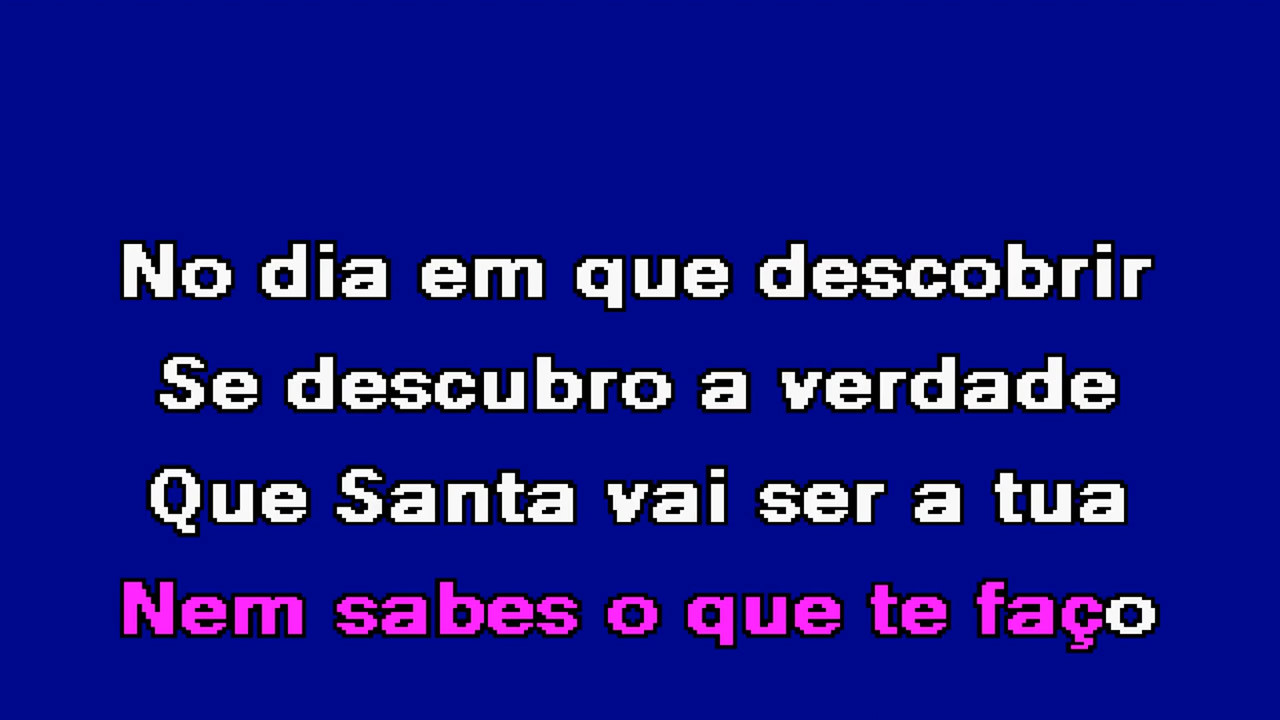 No dia em que descobrir
Se descubro a verdade
Que Santa vai ser a tua
Nem sabes o que te faço